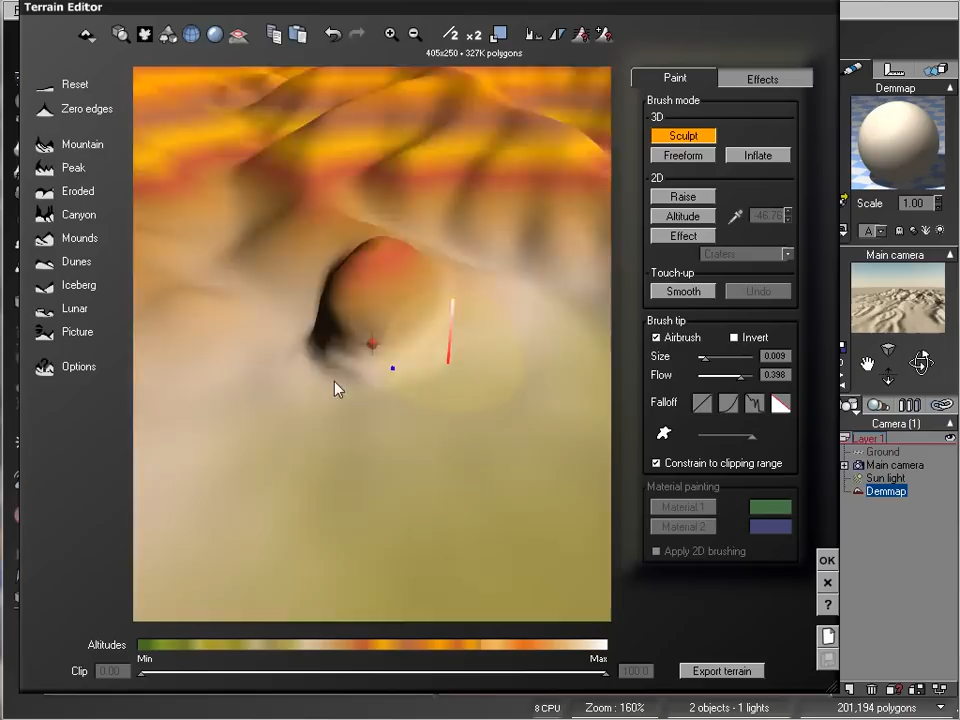 Terrain Editor
/2 x2
405x250 • 327K polygons
Reset
Zero edges
Mountain
Peak
Eroded
Canyon
Mounds
Dunes
Iceberg
Lunar
Picture
Options
Paint
Effects
Brush mode
3D
Sculpt
Freeform
Inflate
2D
Raise
Altitude
-46.76
Effect
Craters
Touch-up
Smooth
Undo
Brush tip
Airbrush
Invert
Size
0.009
Flow
0.398
Falloff
Constrain to clipping range
Material painting
Material 1
Material 2
Apply 2D brushing
Altitudes
Min
Max
Clip
0.00
100.0
Export terrain
OK
×
?
Demmap
Scale
1.00
A
Main camera
Camera (1)
Layer 1
Ground
Main camera
Sun light
Demmap
8 CPU
Zoom : 160%
2 objects - 1 lights
201,194 polygons